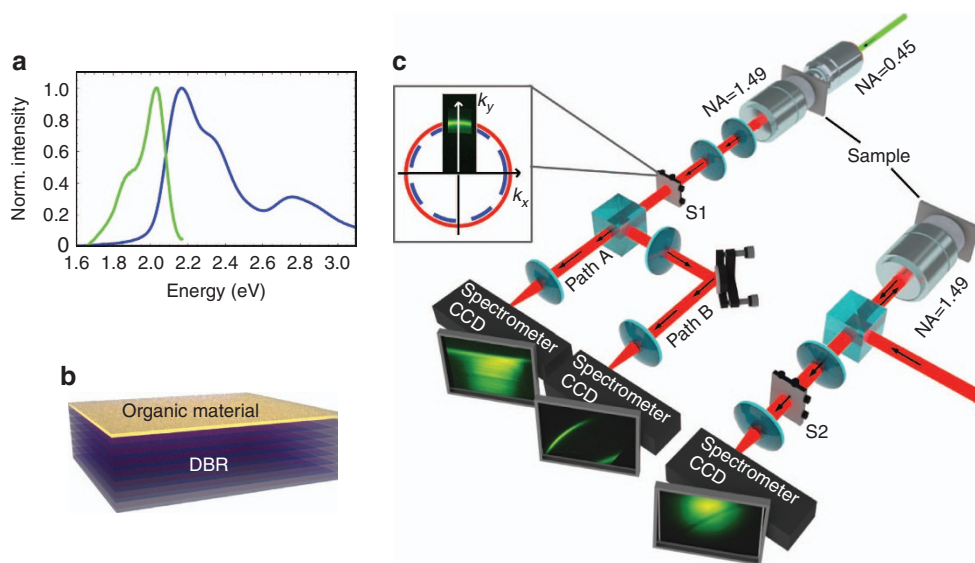 a
Norm. intensity
1.0
0.8
0.6
0.4
0.2
0
1.6
1.8
2.0
2.2
2.4
2.6
2.8
3.0
Energy (eV)
b
Organic material
DBR
c
k_y
k_x
NA=1.49
NA=0.45
Sample
S1
Path A
Path B
Spectrometer
CCD
Spectrometer
CCD
NA=1.49
S2
Spectrometer
CCD